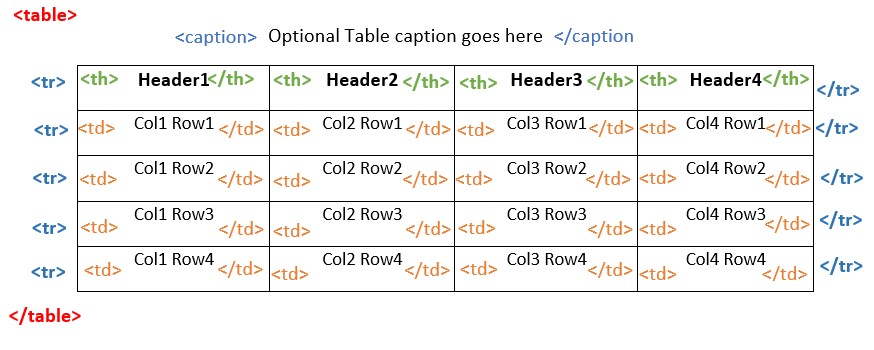 <table>
<caption> Optional Table caption goes here </caption
<tr> <th> Header1</th> <th> Header2 </th> <th> Header3 </th> <th> Header4</th> </tr>
<tr> <td> Col1 Row1 </td> <td> Col2 Row1 </td> <td> Col3 Row1 </td> <td> Col4 Row1</td> </tr>
<tr> <td> Col1 Row2 </td> <td> Col2 Row2 </td> <td> Col3 Row2 </td> <td> Col4 Row2 </td> </tr>
<tr> <td> Col1 Row3 </td> <td> Col2 Row3 </td> <td> Col3 Row3 </td> <td> Col4 Row3 </td> </tr>
<tr> <td> Col1 Row4 </td> <td> Col2 Row4 </td> <td> Col3 Row4 </td> <td> Col4 Row4 </td> </tr>
</table>